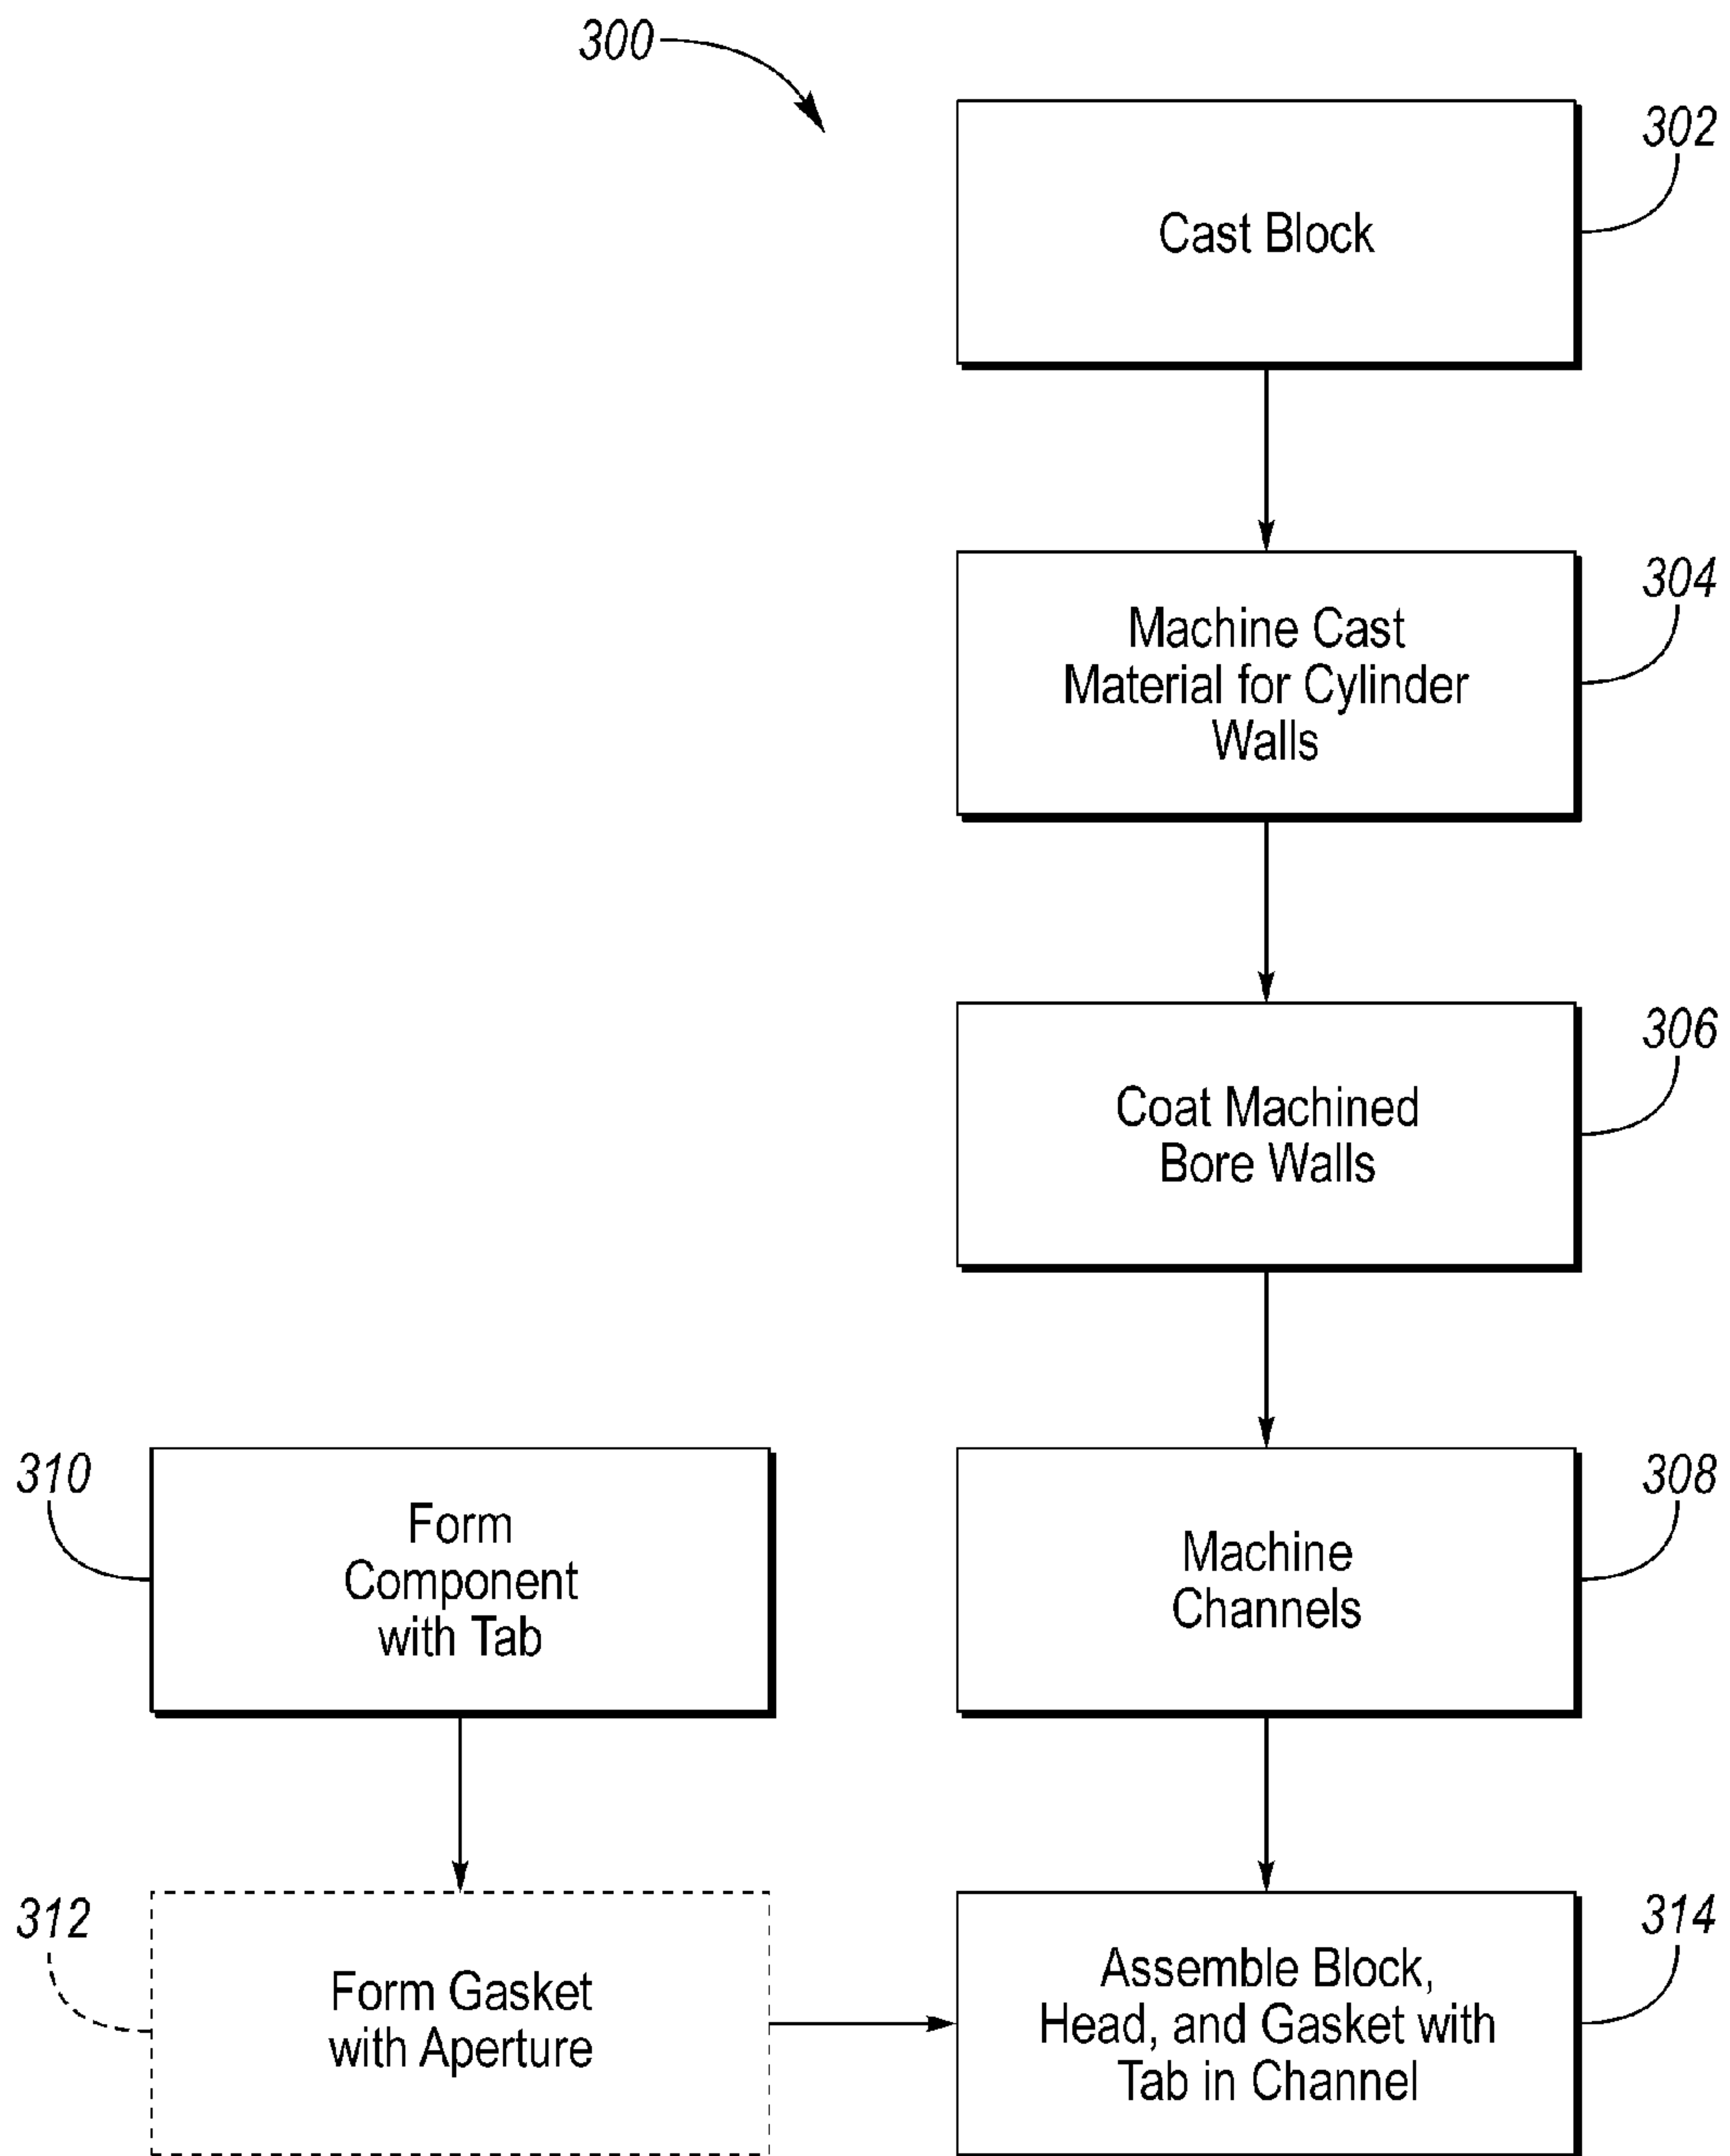 300
302
Cast Block
304
Machine Cast
Material for Cylinder
Walls
306
Coat Machined
Bore Walls
310
Form
Component
with Tab
308
Machine
Channels
312
Form Gasket
with Aperture
314
Assemble Block,
Head, and Gasket with
Tab in Channel